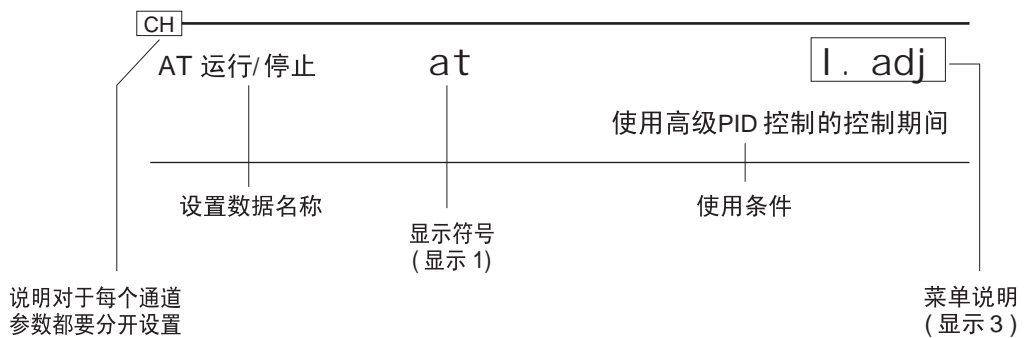 CH
AT 运行/停止 at l. adj
使用高级PID 控制的控制期间
设置数据名称 使用条件
显示符号
(显示 1)
说明对于每个通道
参数都要分开设置
菜单说明
(显示 3)